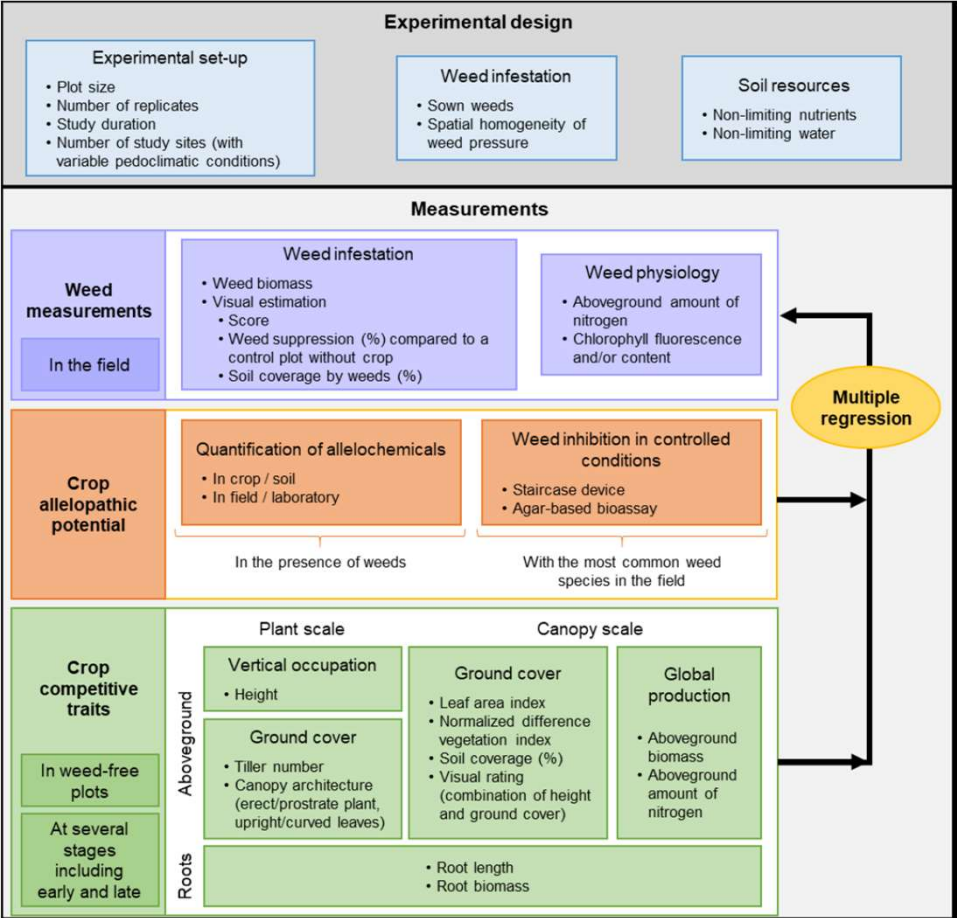 Experimental design
Experimental set-up
• Plot size
• Number of replicates
• Study duration
• Number of study sites (with
variable pedoclimatic conditions)
Weed infestation
• Sown weeds
• Spatial homogeneity of
weed pressure
Soil resources
• Non-limiting nutrients
• Non-limiting water
Measurements
Weed
measurements
In the field
Weed infestation
• Weed biomass
• Visual estimation
• Score
• Weed suppression (%) compared to a
control plot without crop
• Soil coverage by weeds (%)
Weed physiology
• Aboveground amount of
nitrogen
• Chlorophyll fluorescence
and/or content
Multiple
regression
Crop
allelopathic
potential
Quantification of allelochemicals
• In crop / soil
• In field / laboratory
In the presence of weeds
Weed inhibition in controlled
conditions
• Staircase device
• Agar-based bioassay
With the most common weed
species in the field
Crop
competitive
traits
In weed-free
plots
At several
stages
including
early and late
Plant scale
Canopy scale
Aboveground
Vertical occupation
• Height
Ground cover
• Tiller number
• Canopy architecture
(erect/prostrate plant,
upright/curved leaves)
Ground cover
• Leaf area index
• Normalized difference
vegetation index
• Soil coverage (%)
• Visual rating
(combination of height
and ground cover)
Global
production
• Aboveground
biomass
• Aboveground
amount of
nitrogen
Roots
• Root length
• Root biomass